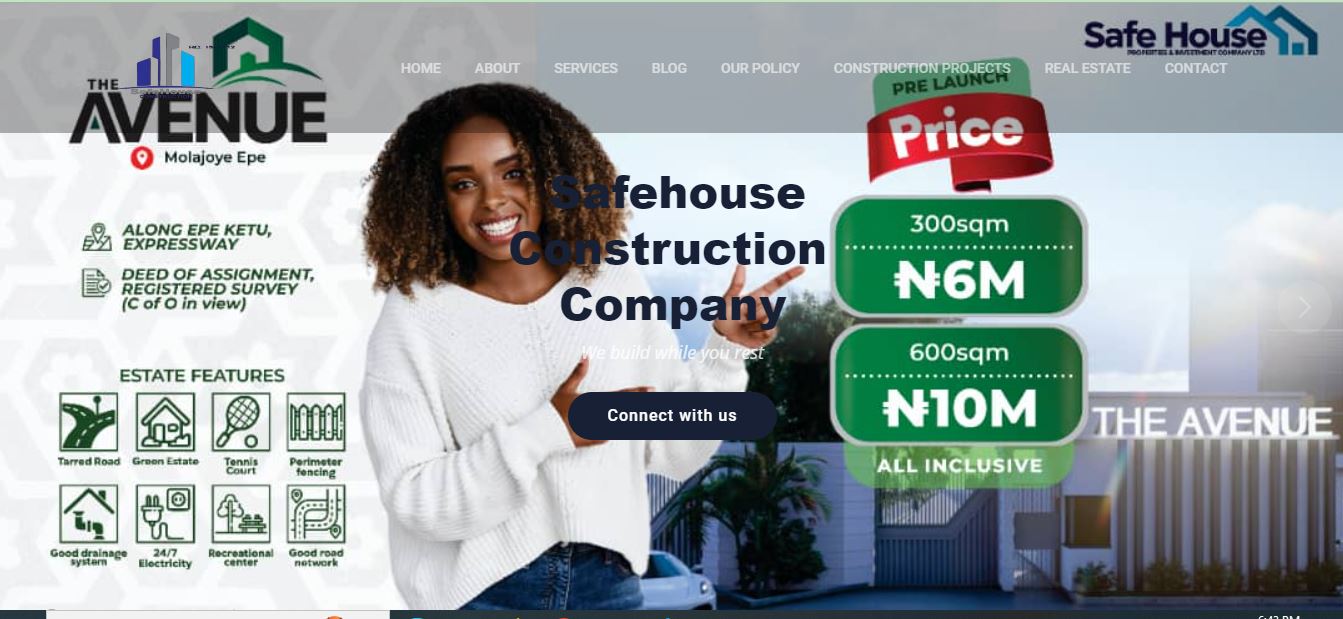 Safe House
PROPERTIES & INVESTMENT COMPANY LTD
HOME ABOUT SERVICES BLOG OUR POLICY CONSTRUCTION PROJECTS REAL ESTATE CONTACT
THE
AVENUE
Molajoye Epe
PRE LAUNCH
Price
ALONG EPE KETU,
EXPRESSWAY
DEED OF ASSIGNMENT,
REGISTERED SURVEY
(C of O in view)
Safehouse
Construction
Company
We build while you rest
Connect with us
300sqm
₦6M
600sqm
₦10M
ALL INCLUSIVE
THE AVENUE
ESTATE FEATURES
Tarred Road
Green Estate
Tennis
Court
Perimeter
fencing
Good drainage
system
24/7
Electricity
Recreational
center
Good road
network